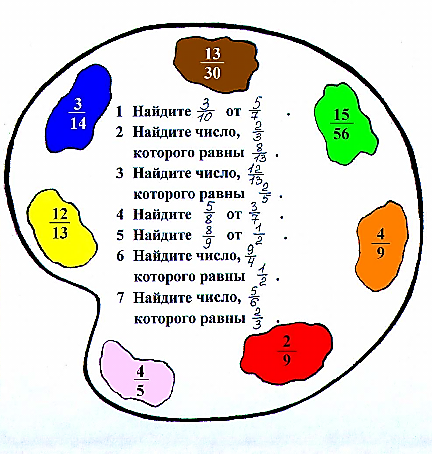 13/30
3/14
15/56
1 Найдите 3/10 от 5/7 .
2 Найдите число, 2/3
которого равны 8/13 .
3 Найдите число, 12/13
которого равны 2/5 .
4 Найдите 5/8 от 3/7 .
5 Найдите 8/9 от 1/2 .
6 Найдите число, 9/4
которого равны 1/2 .
7 Найдите число, 5/6
которого равны 2/3 .
12/13
4/9
4/5
2/9